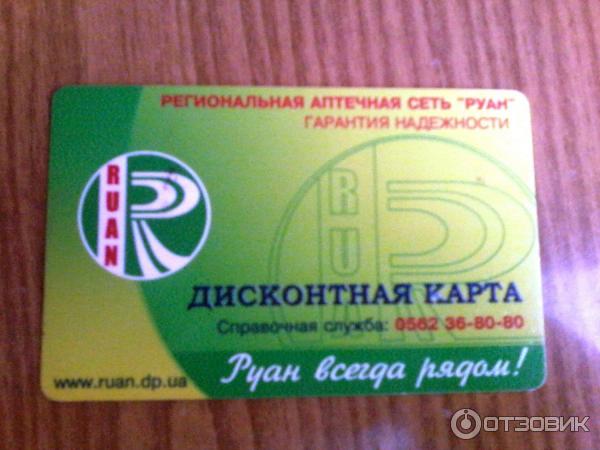 РЕГИОНАЛЬНАЯ АПТЕЧНАЯ СЕТЬ "РУАН"
ГАРАНТИЯ НАДЕЖНОСТИ
RUAN
R
RU
ДИСКОНТНАЯ КАРТА
Справочная служба: 0562 36-80-80
Руан всегда рядом!
www.ruan.dp.ua
ОТЗОВИК